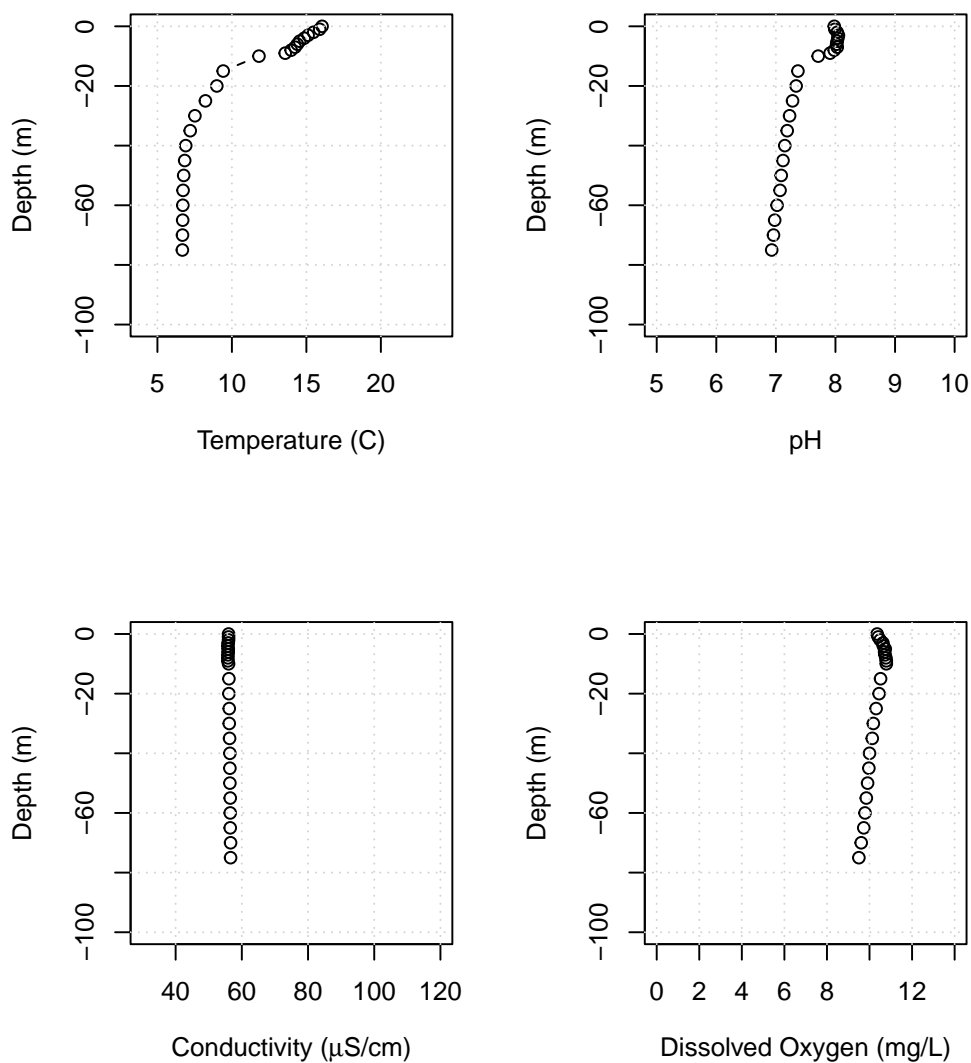 0
−20
−60
−100
Depth (m)
5 10 15 20
Temperature (C)
0
−20
−60
−100
Depth (m)
5 6 7 8 9 10
pH
0
−20
−60
−100
Depth (m)
40 60 80 100 120
Conductivity (μS/cm)
0
−20
−60
−100
Depth (m)
0 2 4 6 8 10 12
Dissolved Oxygen (mg/L)